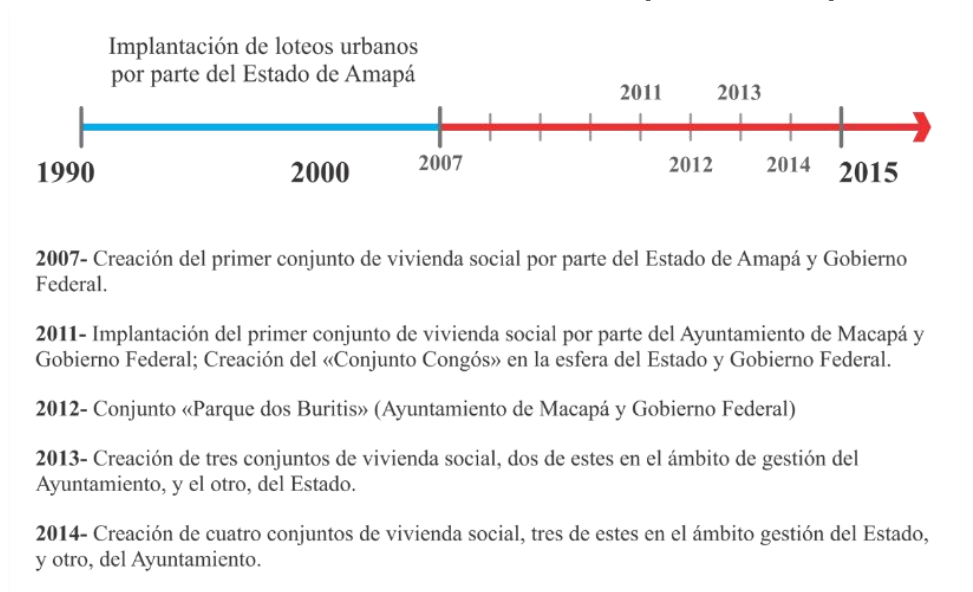 Implantación de loteos urbanos
por parte del Estado de Amapá
2011 2013
1990 2000 2007 2012 2014 2015
2007- Creación del primer conjunto de vivienda social por parte del Estado de Amapá y Gobierno
Federal.
2011- Implantación del primer conjunto de vivienda social por parte del Ayuntamiento de Macapá y
Gobierno Federal; Creación del «Conjunto Congós» en la esfera del Estado y Gobierno Federal.
2012- Conjunto «Parque dos Buritis» (Ayuntamiento de Macapá y Gobierno Federal)
2013- Creación de tres conjuntos de vivienda social, dos de estes en el ámbito de gestión del
Ayuntamiento, y el otro, del Estado.
2014- Creación de cuatro conjuntos de vivienda social, tres de estes en el ámbito gestión del Estado,
y otro, del Ayuntamiento.